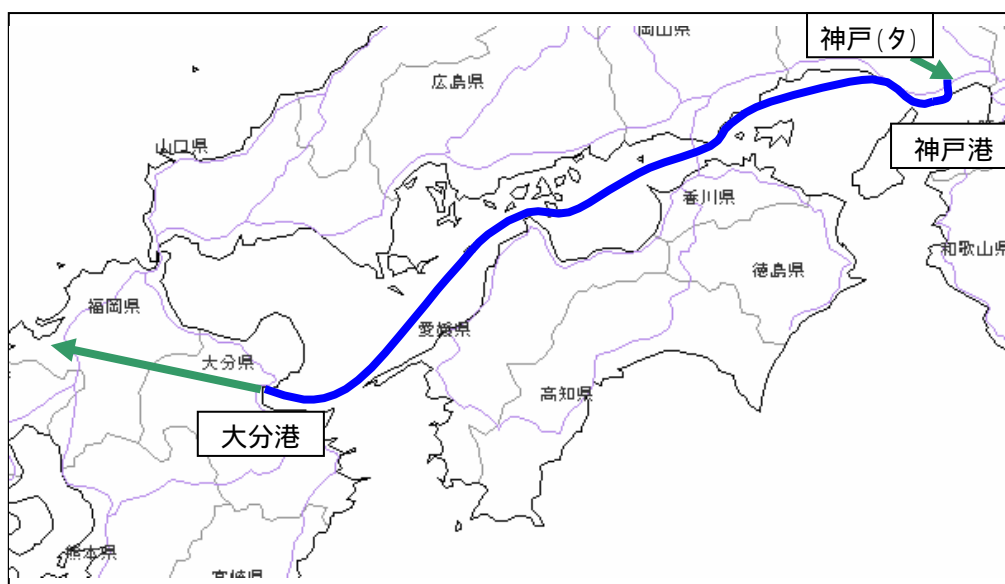 神戸(タ)
岡山県
広島県
山口県
神戸港
香川県
和歌山県
徳島県
福岡県
愛媛県
大分県
高知県
大分港
熊本県
宮崎県